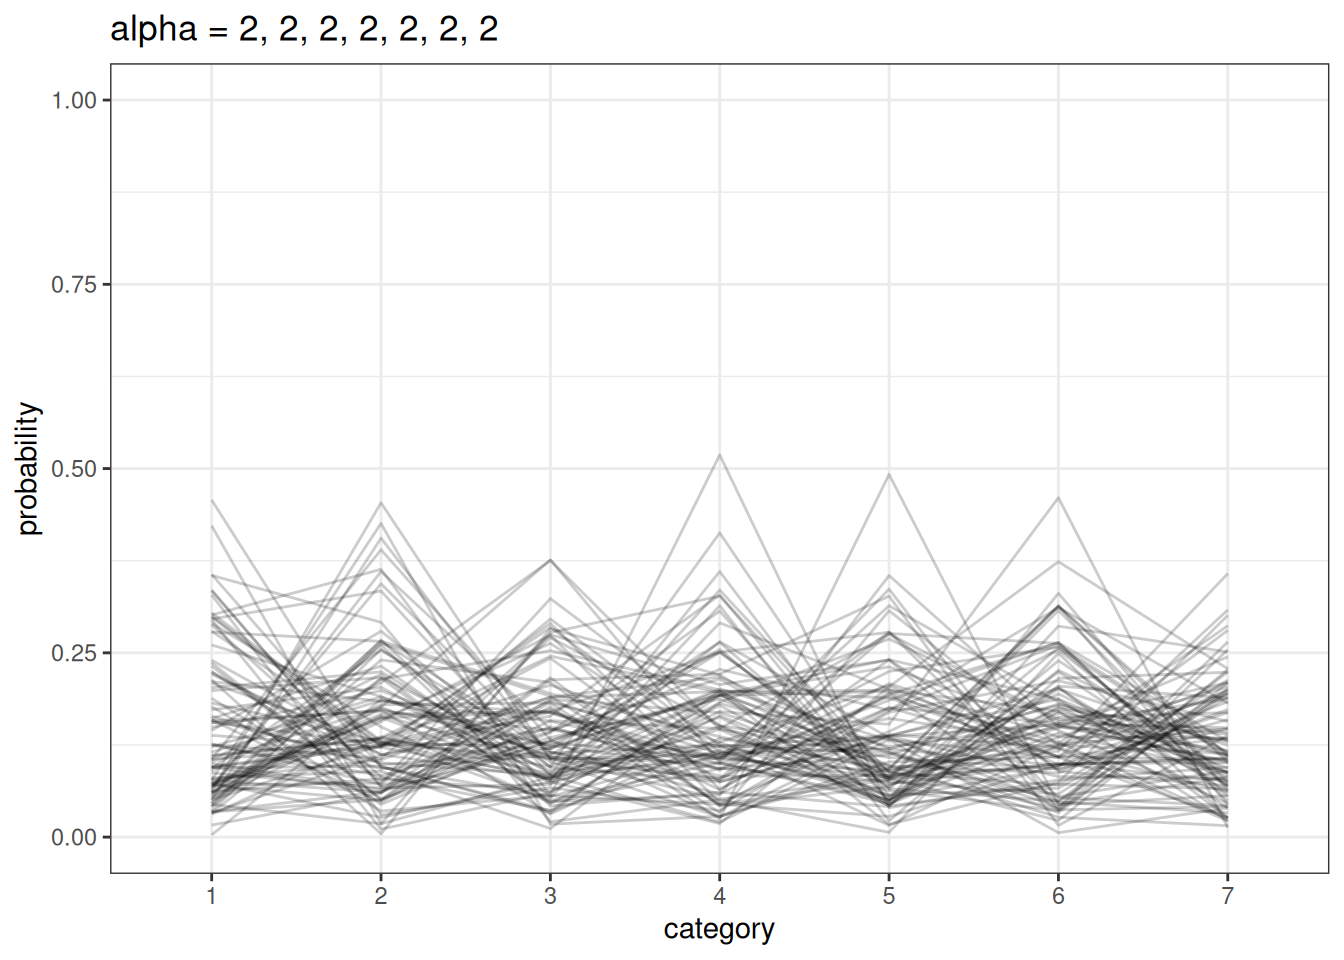 alpha = 2, 2, 2, 2, 2, 2, 2
1.00
0.75
0.50
0.25
0.00
probability
1 2 3 4 5 6 7
category